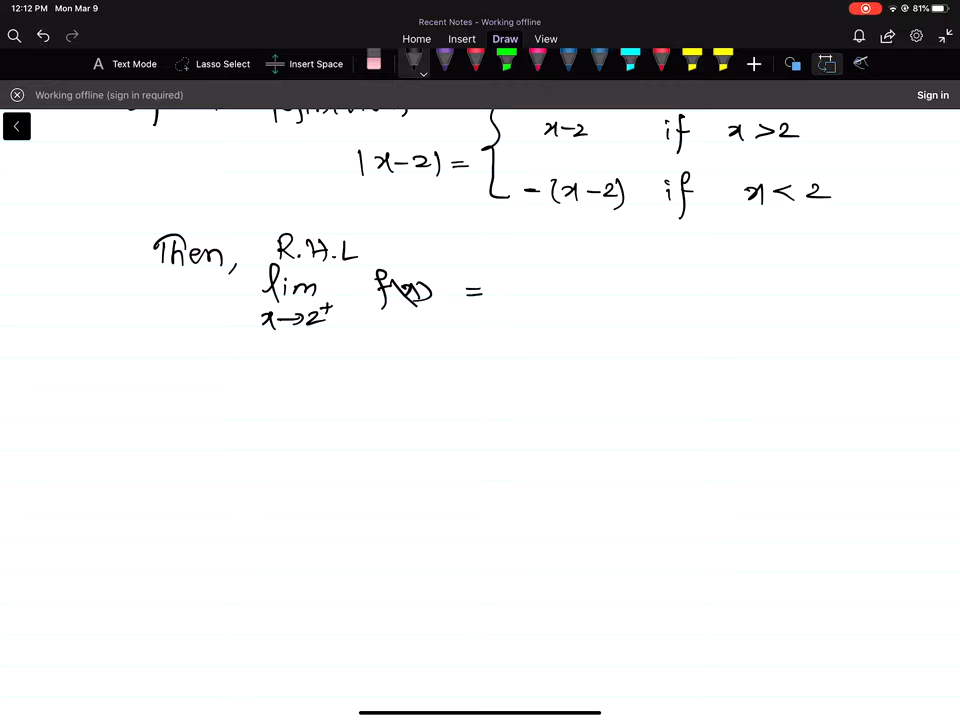 12:12 PM Mon Mar 9
81%
Recent Notes - Working offline
Home Insert Draw View
Text Mode Lasso Select Insert Space
Working offline (sign in required) Sign in
x-2 if x>2
|x-2) =
-(x-2) if x<2
Then, R.H.L
lim f(x) =
x→2+